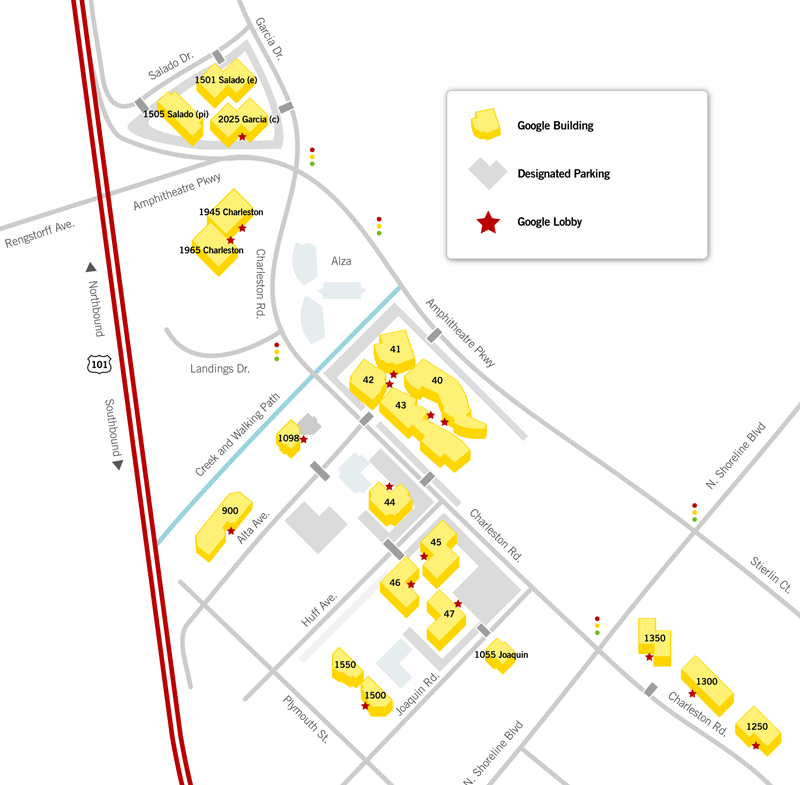 Garcia Dr.
Salado Dr.
1501 Salado (e)
1505 Salado (pi)
2025 Garcia (c)
Google Building
Designated Parking
Google Lobby
Amphitheatre Pkwy
1945 Charleston
Rengstorff Ave.
1965 Charleston
Charleston Rd.
Alza
Northbound
Amphitheatre Pkwy
101
Landings Dr.
41
42
40
43
Southbound
Creek and Walking Path
1098
N. Shoreline Blvd
900
44
Alta Ave.
Charleston Rd.
45
Stierlin Ct.
46
Huff Ave.
47
1350
1055 Joaquin
1550
1300
1500
Joaquin Rd.
Plymouth St.
Charleston Rd.
1250
N. Shoreline Blvd